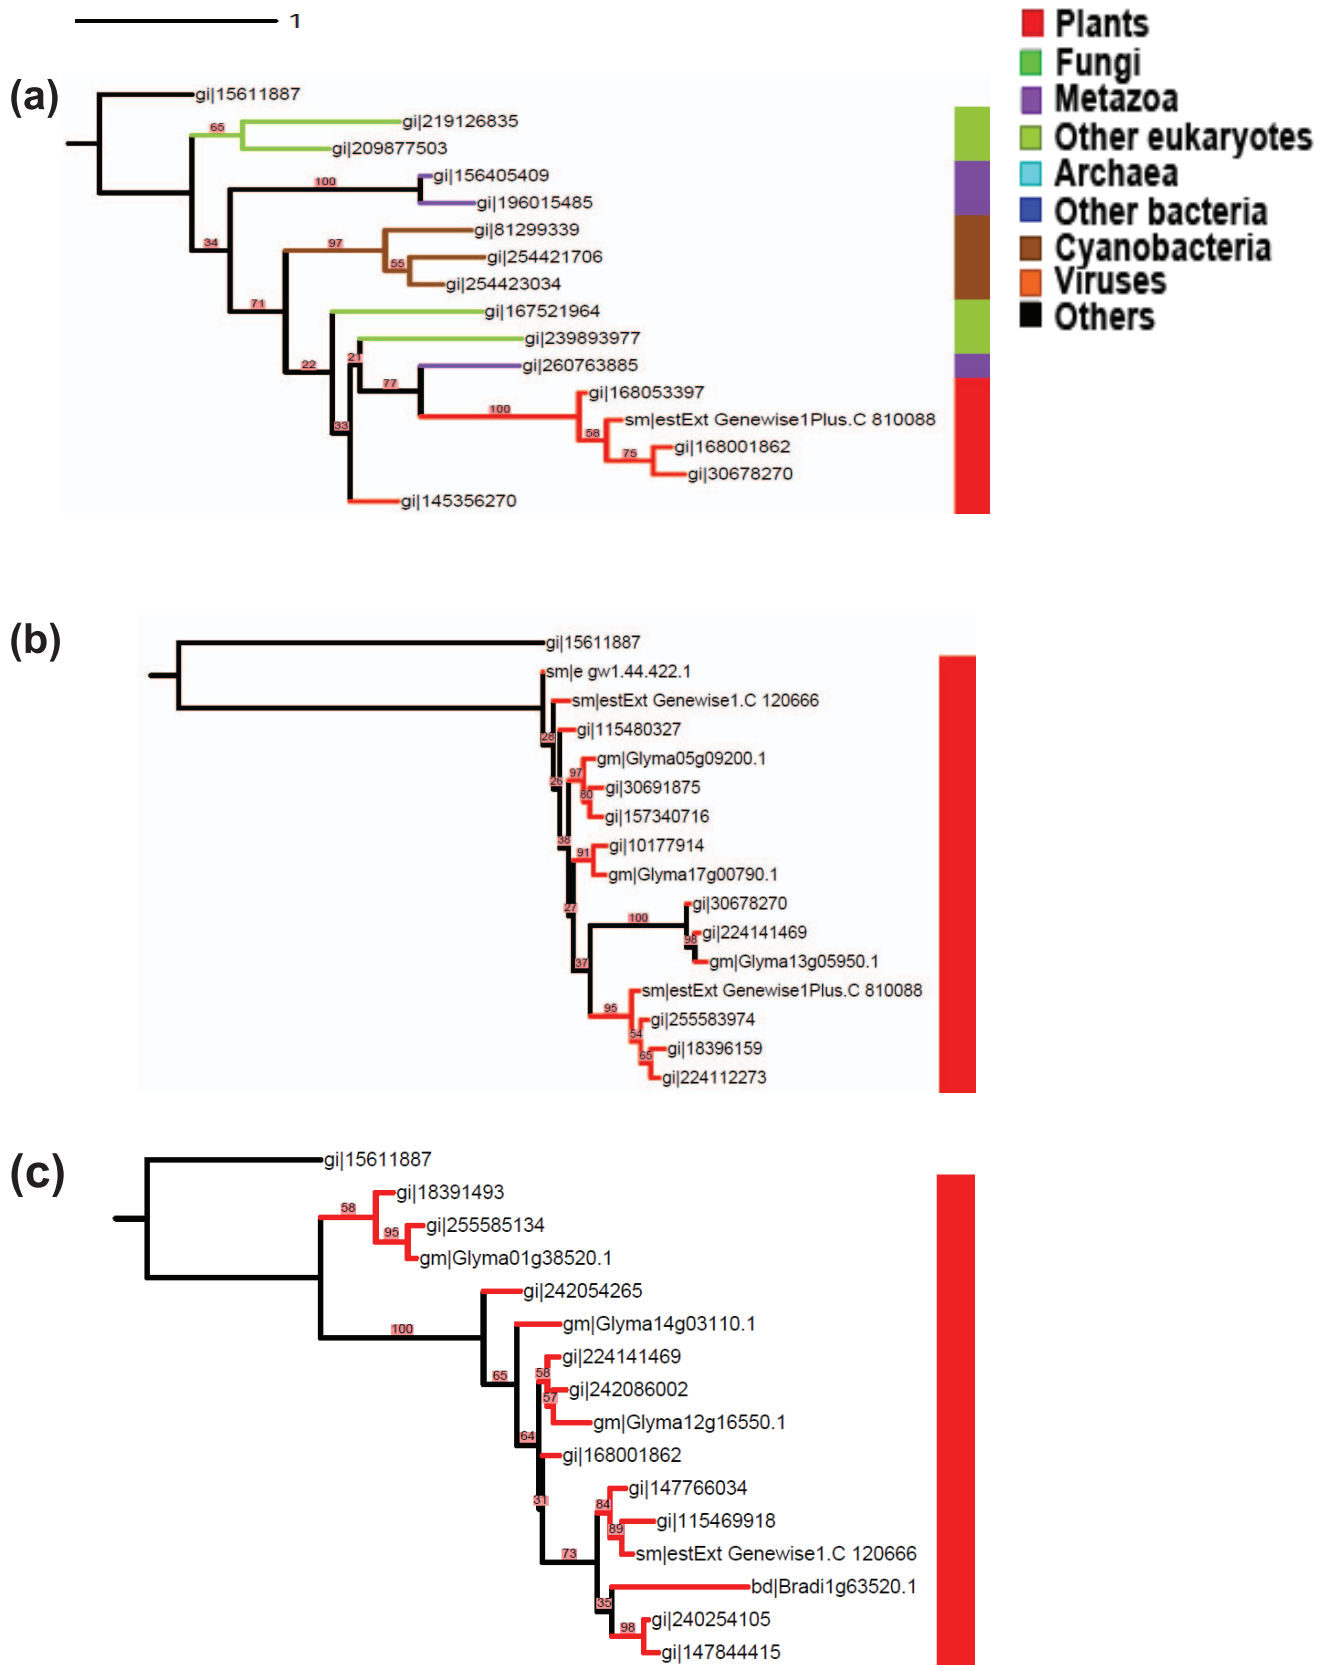 1
Plants
Fungi
Metazoa
Other eukaryotes
Archaea
Other bacteria
Cyanobacteria
Viruses
Others
(a)
gi|15611887
65
gi|219126835
gi|209877503
100
gi|156405409
gi|196015485
34
97
gi|81299339
55
gi|254421706
gi|254423034
71
gi|167521964
22
21
gi|239893977
gi|260763885
77
gi|168053397
100
sm|estExt Genewise1Plus.C 810088
33
58
gi|168001862
75
gi|30678270
gi|145356270
(b)
gi|15611887
sm|e gw1.44.422.1
sm|estExt Genewise1.C 120666
28
gi|115480327
gm|Glyma05g09200.1
97
26
gi|30691875
80
gi|157340716
38
gi|10177914
91
gm|Glyma17g00790.1
27
gi|30678270
100
gi|224141469
98
gm|Glyma13g05950.1
37
sm|estExt Genewise1Plus.C 810088
95
gi|255583974
54
gi|18396159
65
gi|224112273
(c)
gi|15611887
gi|18391493
58
gi|255585134
95
gm|Glyma01g38520.1
gi|242054265
100
gm|Glyma14g03110.1
gi|224141469
65
58
gi|242086002
57
gm|Glyma12g16550.1
64
gi|168001862
31
gi|147766034
84
gi|115469918
89
sm|estExt Genewise1.C 120666
73
bd|Bradi1g63520.1
35
gi|240254105
98
gi|147844415